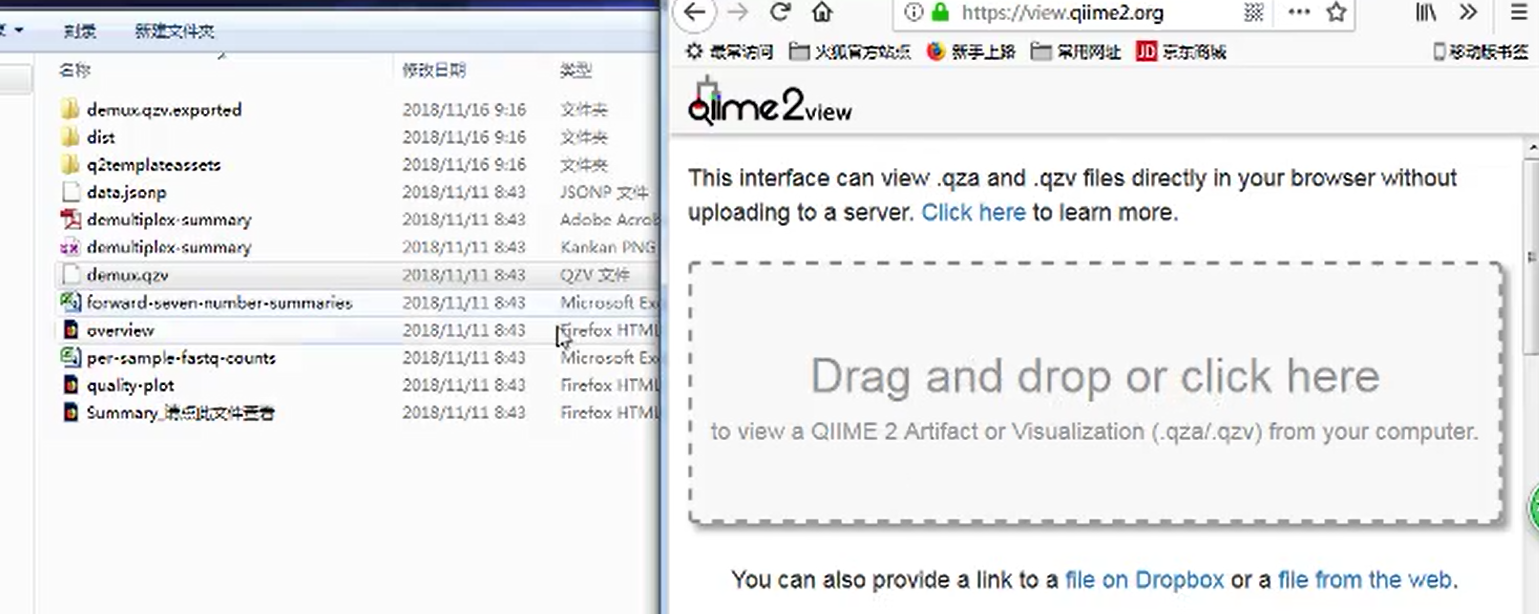 刻录 新建文件夹
名称 修改日期 类型
demux.qzv.exported 2018/11/16 9:16 文件夹
dist 2018/11/16 9:16 文件夹
q2templateassets 2018/11/16 9:16 文件夹
data.jsonp 2018/11/11 8:43 JSONP 文件
demultiplex-summary 2018/11/11 8:43 Adobe Acrob
demultiplex-summary 2018/11/11 8:43 Kankan PNG
demux.qzv 2018/11/11 8:43 QZV 文件
forward-seven-number-summaries 2018/11/11 8:43 Microsoft Ex
overview 2018/11/11 8:43 Firefox HTML
per-sample-fastq-counts 2018/11/11 8:43 Microsoft Ex
quality-plot 2018/11/11 8:43 Firefox HTML
Summary_请点此文件查看 2018/11/11 8:43 Firefox HTML
https://view.qiime2.org
最常访问 火狐官方站点 新手上路 常用网址 JD 京东商城 移动版书签
qiime2view
This interface can view .qza and .qzv files directly in your browser without
uploading to a server. Click here to learn more.
Drag and drop or click here
to view a QIIME 2 Artifact or Visualization (.qza/.qzv) from your computer.
You can also provide a link to a file on Dropbox or a file from the web.